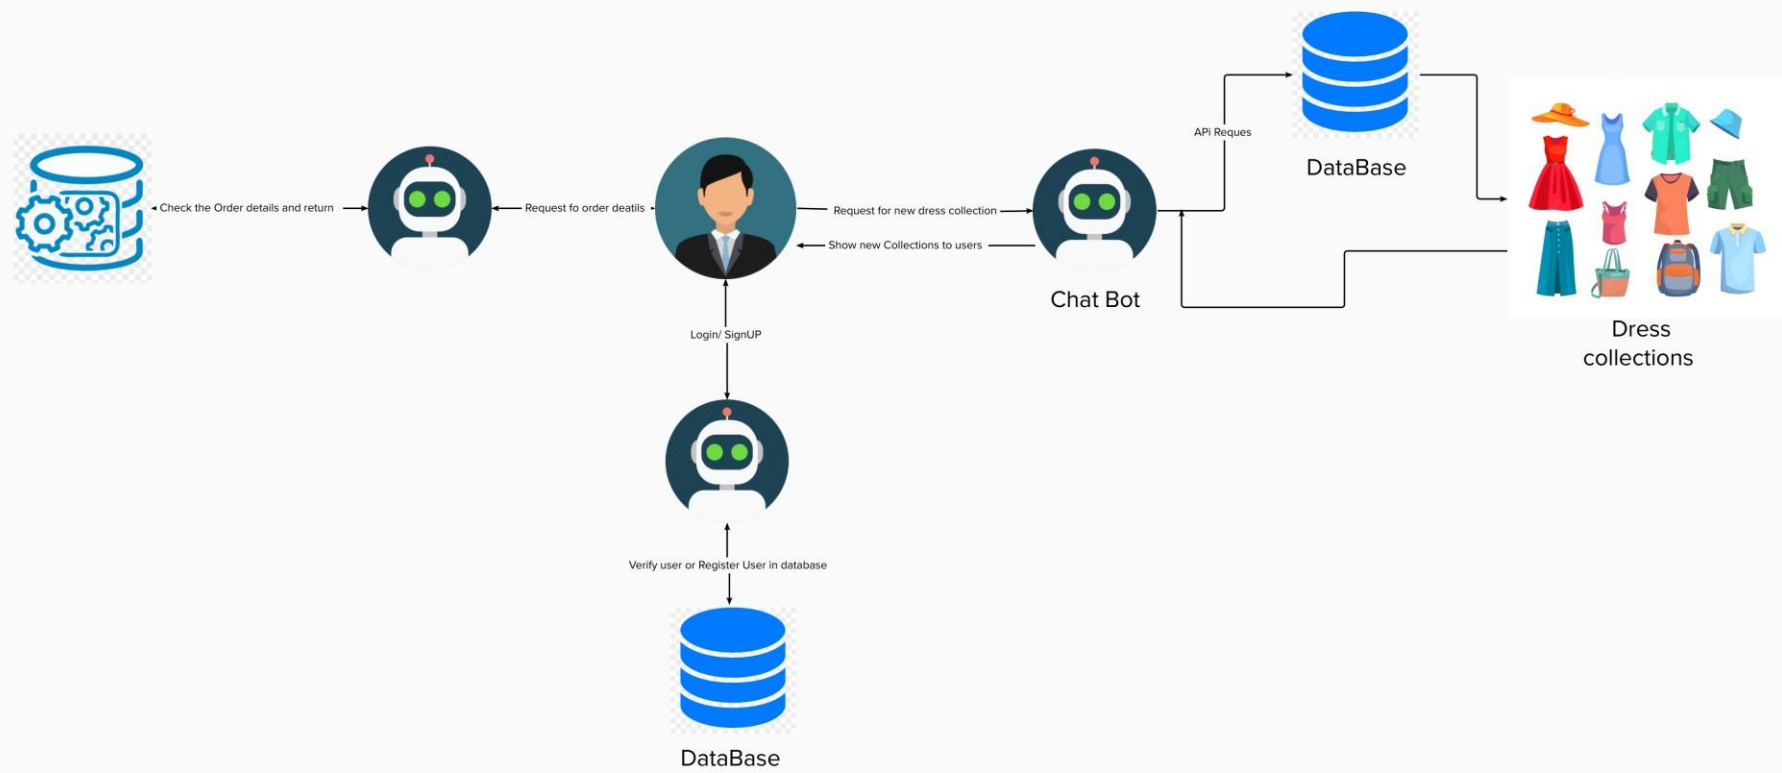 APi Reques
DataBase
Check the Order details and return
Request fo order deatils
Request for new dress collection
Show new Collections to users
Chat Bot
Dress
collections
Login/ SignUP
Verify user or Register User in database
DataBase